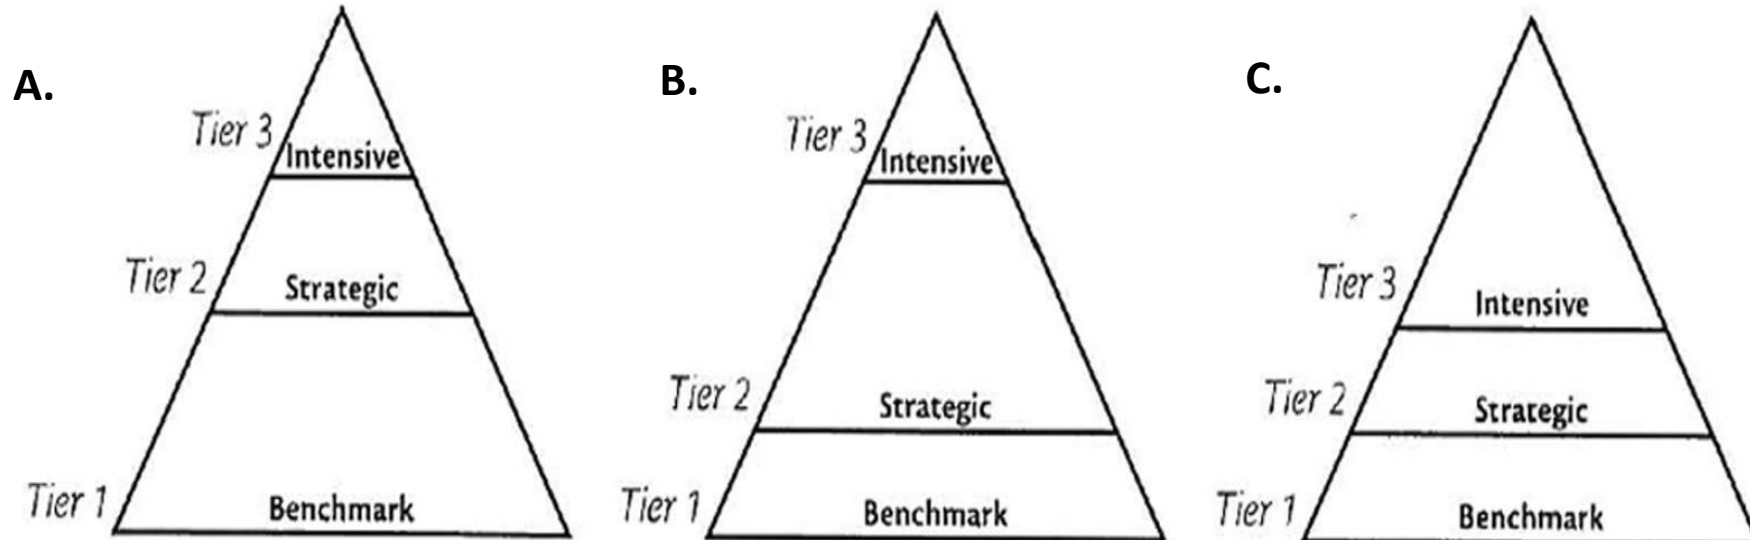 A.
Tier 3
Intensive
Tier 2
Strategic
Tier 1
Benchmark
B.
Tier 3
Intensive
Tier 2
Strategic
Tier 1
Benchmark
C.
Tier 3
Intensive
Tier 2
Strategic
Tier 1
Benchmark